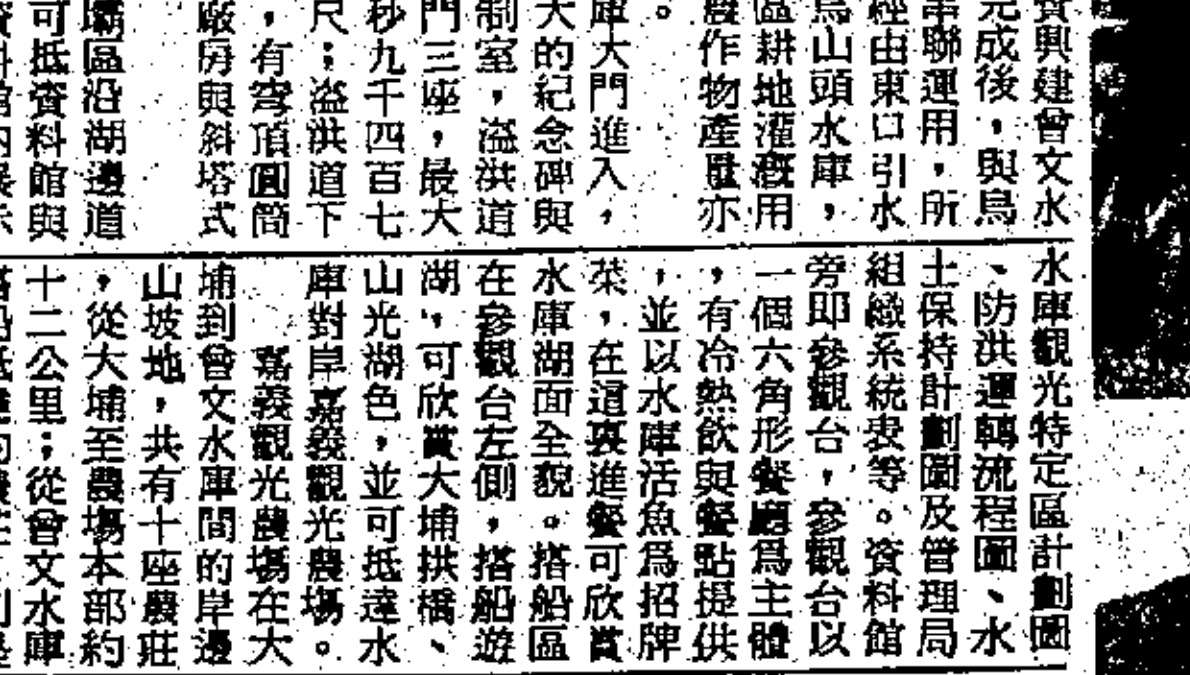 資興建曾文水
完成後，與烏
串聯運用，所
經由東口引水
烏山頭水庫，
區耕地灌漑用
農作物產量亦
。
庫大門進入，
大的紀念碑與
制室，溢洪道
門三座，最大
秒九千四百七
尺；溢洪道下
，有穹頂圓筒
廠房與斜塔式
壩區沿湖邊道
可抵資料館與
資料館內展示
水庫觀光特定區計劃圖
、防洪運轉流程圖、水
土保持計劃圖及管理局
組織系統表等。資料館
旁即參觀台，參觀台以
一個六角形餐廳爲主體
，有冷熱飮與餐點提供
，並以水庫活魚爲招牌
菜，在這裏進餐可欣賞
水庫湖面全貌。搭船區
在參觀台左側，搭船遊
湖，可欣賞大埔拱橋、
山光湖色，並可抵達水
庫對岸嘉義觀光農場。
嘉義觀光農場在大
埔到曾文水庫間的岸邊
山坡地，共有十座農莊
，從大埔至農場本部約
十二公里；從曾文水庫